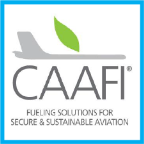 CAAFI®
FUELING SOLUTIONS FOR
SECURE & SUSTAINABLE AVIATION